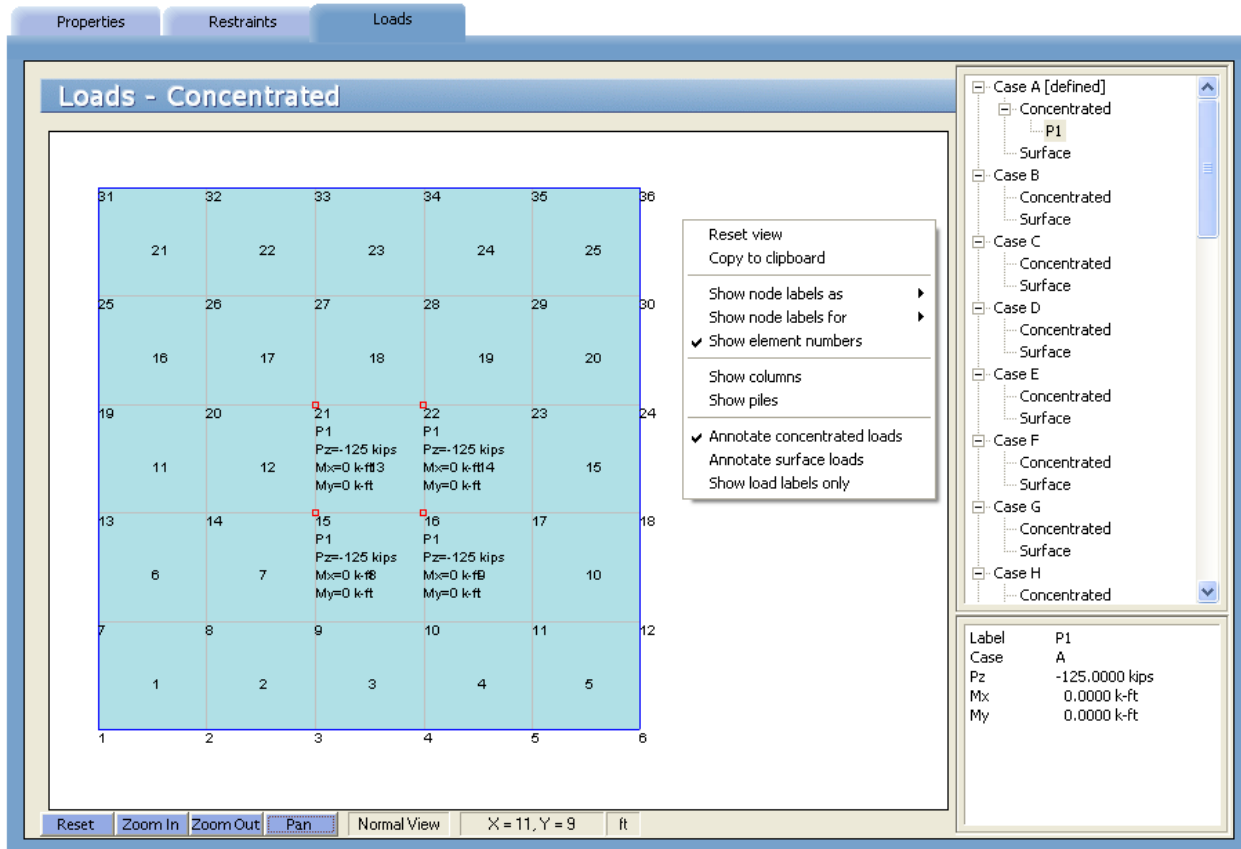 Properties Restraints Loads
Loads - Concentrated
31 32 33 34 35 36
21 22 23 24 25
25 26 27 28 29 30
16 17 18 19 20
19 20 21 22 23 24
P1 P1
Pz=-125 kips Pz=-125 kips
11 12 Mx=0 k-ft 13 Mx=0 k-ft 14 15
My=0 k-ft My=0 k-ft
13 14 15 16 17 18
P1 P1
Pz=-125 kips Pz=-125 kips
6 7 Mx=0 k-ft 8 Mx=0 k-ft 9 10
My=0 k-ft My=0 k-ft
7 8 9 10 11 12
1 2 3 4 5
1 2 3 4 5 6
Reset view
Copy to clipboard
Show node labels as
Show node labels for
Show element numbers
Show columns
Show piles
Annotate concentrated loads
Annotate surface loads
Show load labels only
Reset Zoom In Zoom Out Pan Normal View X = 11, Y = 9 ft
Case A [defined]
Concentrated
P1
Surface
Case B
Concentrated
Surface
Case C
Concentrated
Surface
Case D
Concentrated
Surface
Case E
Concentrated
Surface
Case F
Concentrated
Surface
Case G
Concentrated
Surface
Case H
Concentrated
Label P1
Case A
Pz -125.0000 kips
Mx 0.0000 k-ft
My 0.0000 k-ft